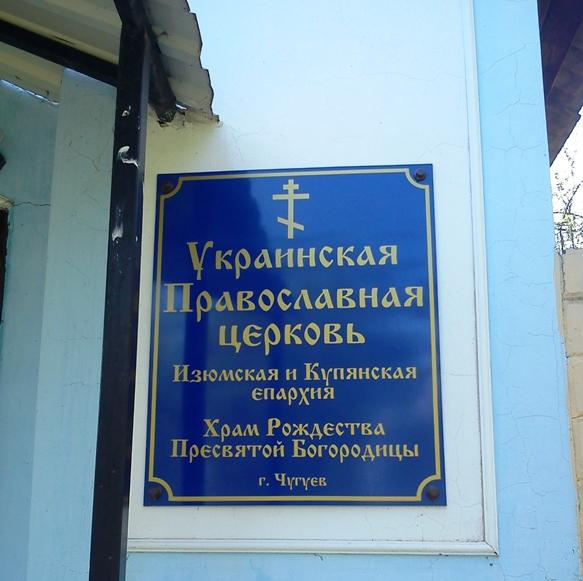 Украинская
Православная
церковь
Изюмская и Купянская
епархия
Храм Рождества
Пресвятой Богородицы
г. Чугуев